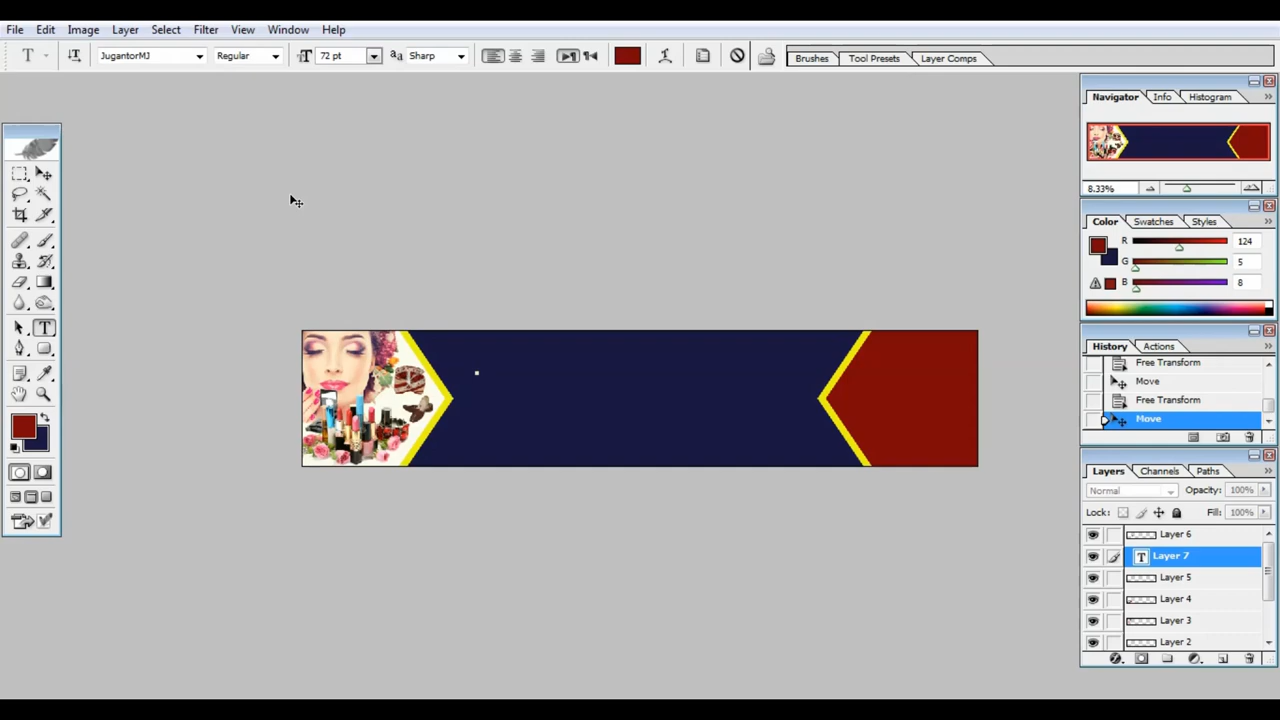 File Edit Image Layer Select Filter View Window Help
T JugantorMJ Regular 72 pt aa Sharp Brushes Tool Presets Layer Comps
Navigator Info Histogram
8.33%
Color Swatches Styles
R 124
G 5
B 8
History Actions
Free Transform
Move
Free Transform
Move
Layers Channels Paths
Normal Opacity: 100%
Lock: Fill: 100%
Layer 6
T Layer 7
Layer 5
Layer 4
Layer 3
Layer 2